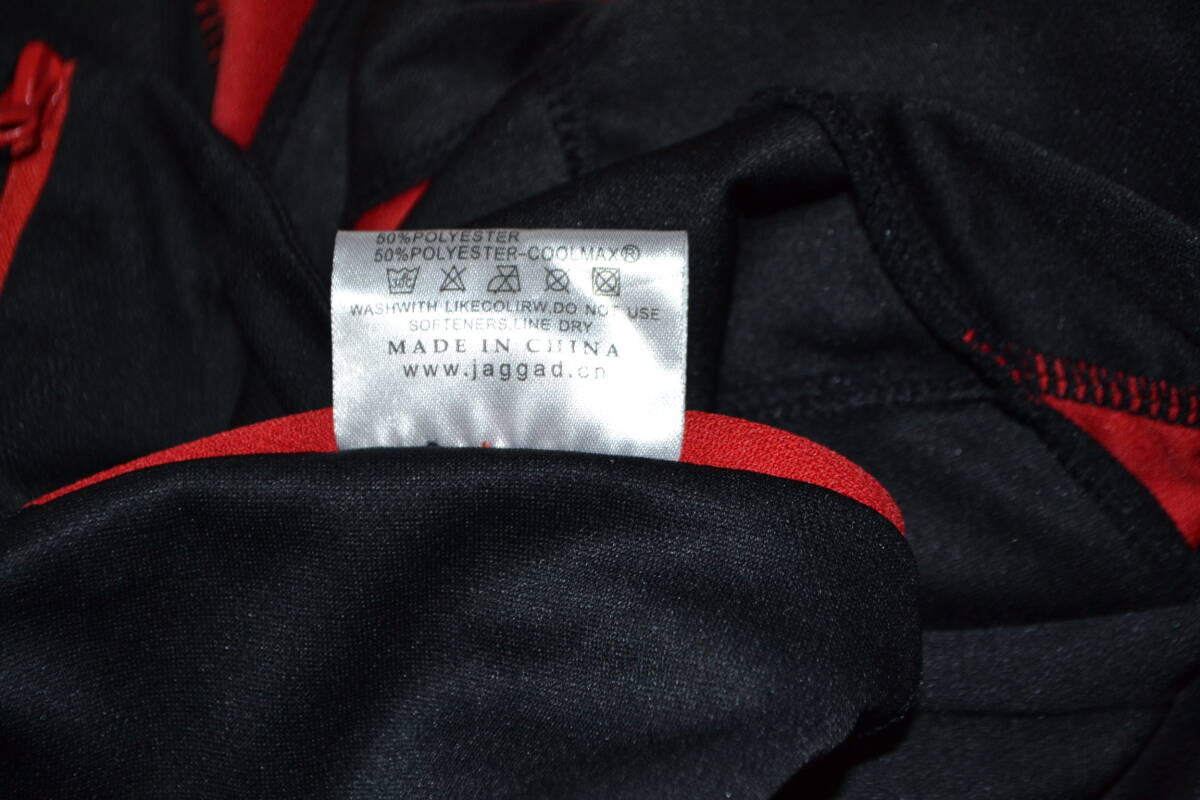 50%POLYESTER
50%POLYESTER-COOLMAX®
30C
WASHWITH LIKECOLIRW,DO NOT USE
SOFTENERS,LINE DRY
MADE IN CHINA
www.jaggad.cn